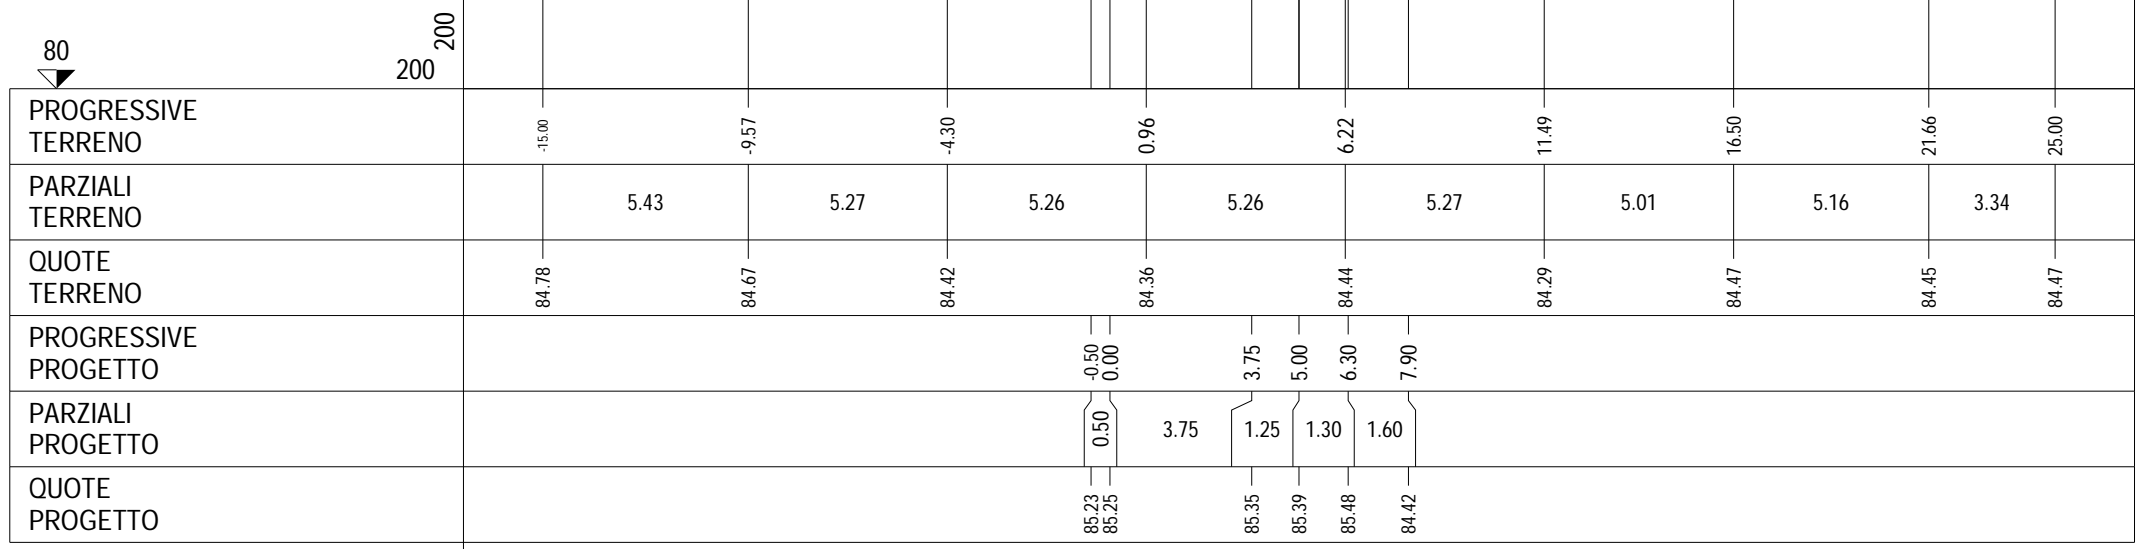 200
80
200
PROGRESSIVE
TERRENO
-15.00 -9.57 -4.30 0.96 6.22 11.49 16.50 21.66 25.00
PARZIALI
TERRENO
5.43 5.27 5.26 5.26 5.27 5.01 5.16 3.34
QUOTE
TERRENO
84.78 84.67 84.42 84.36 84.44 84.29 84.47 84.45 84.47
PROGRESSIVE
PROGETTO
-0.50 0.00 3.75 5.00 6.30 7.90
PARZIALI
PROGETTO
0.50 3.75 1.25 1.30 1.60
QUOTE
PROGETTO
85.23 85.25 85.35 85.39 85.48 84.42